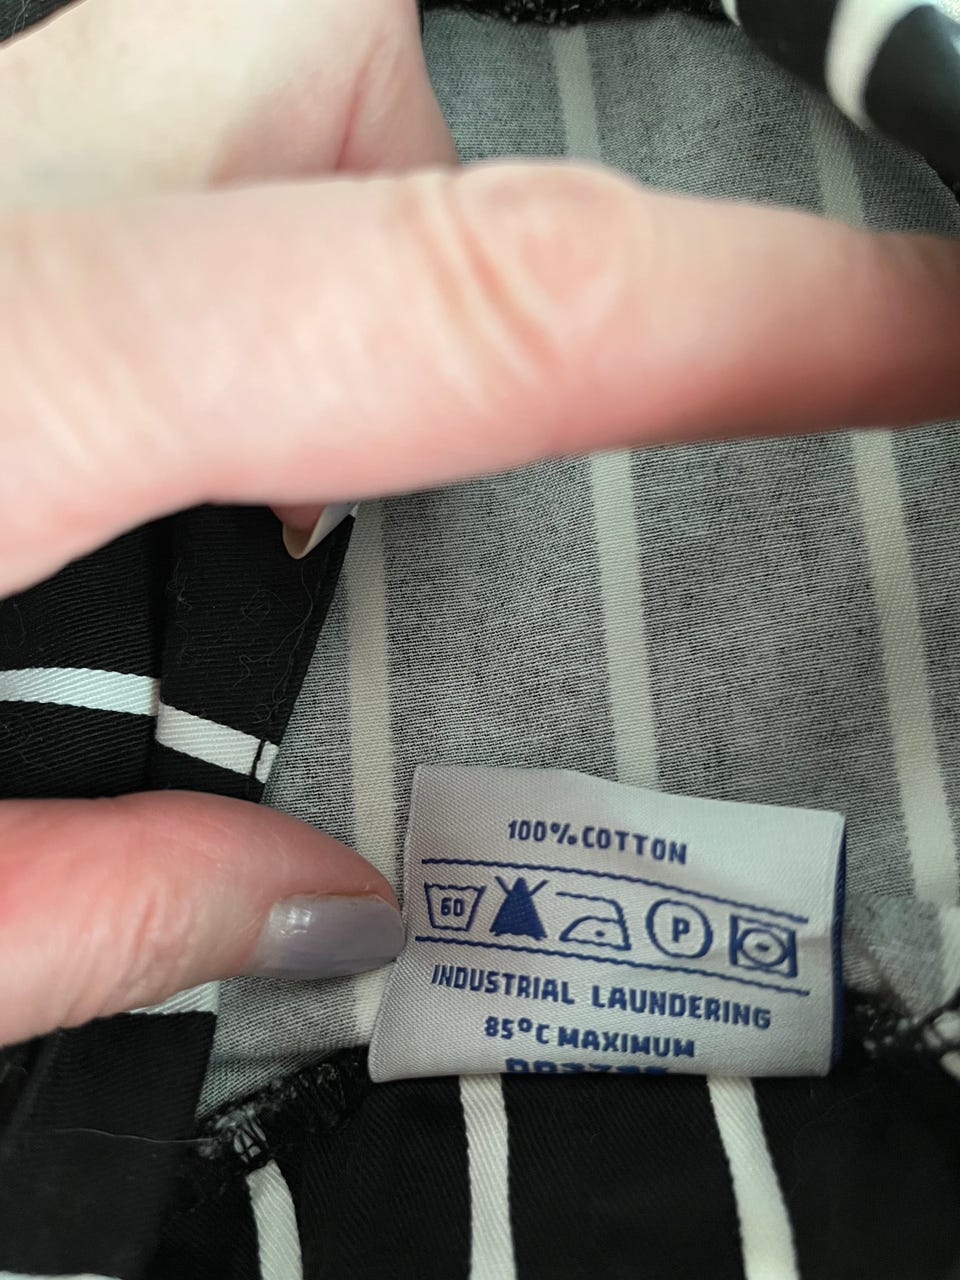 100% COTTON
60 P
INDUSTRIAL LAUNDERING
85°C MAXIMUM